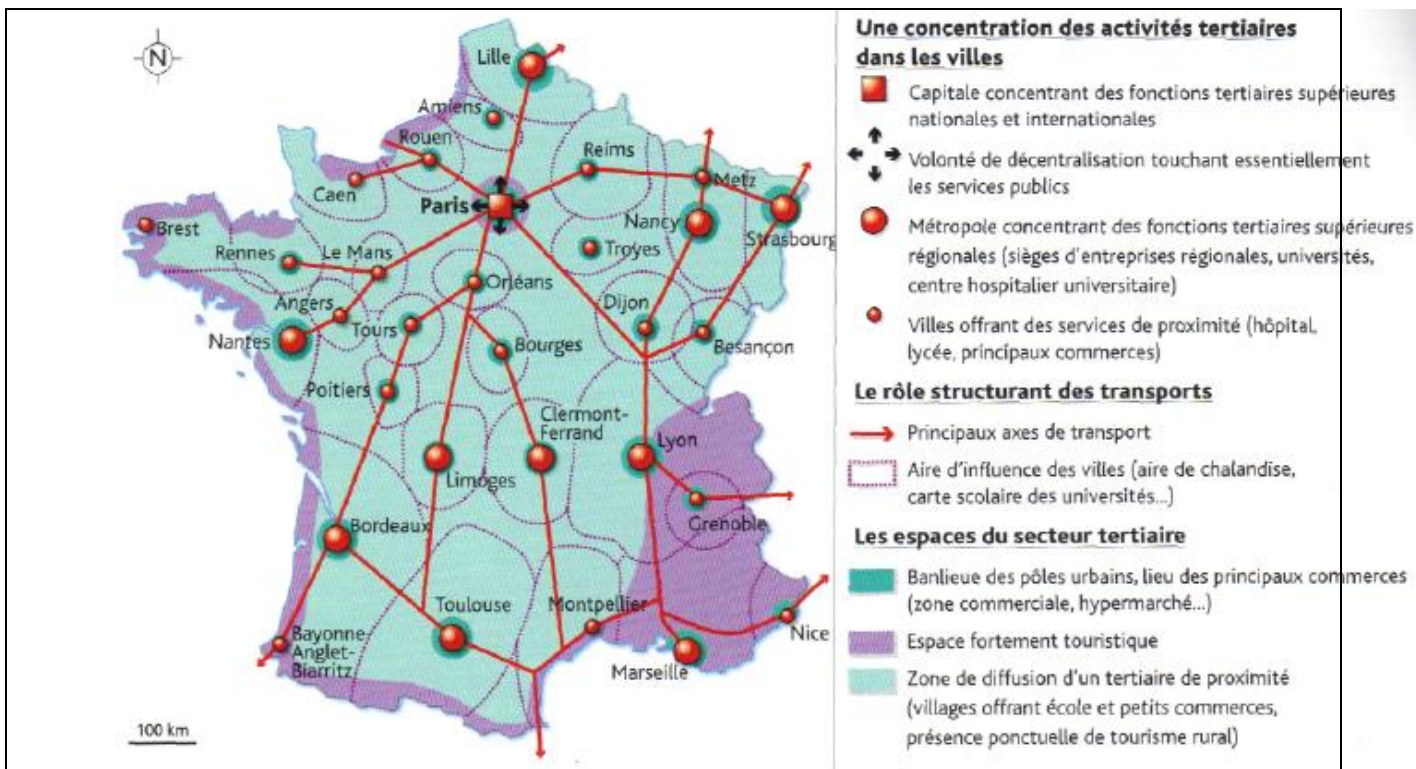 N
Lille
Amiens
Rouen
Reims
Caen
Metz
Paris
Nancy
Strasbourg
Brest
Troyes
Rennes
Le Mans
Orléans
Angers
Dijon
Nantes
Tours
Bourges
Besançon
Poitiers
Clermont-
Ferrand
Lyon
Limoges
Grenoble
Bordeaux
Toulouse
Montpellier
Nice
Bayonne-
Anglet-
Biarritz
Marseille
100 km
Une concentration des activités tertiaires
dans les villes
Capitale concentrant des fonctions tertiaires supérieures
nationales et internationales
Volonté de décentralisation touchant essentiellement
les services publics
Métropole concentrant des fonctions tertiaires supérieures
régionales (sièges d'entreprises régionales, universités,
centre hospitalier universitaire)
Villes offrant des services de proximité (hôpital,
lycée, principaux commerces)
Le rôle structurant des transports
Principaux axes de transport
Aire d'influence des villes (aire de chalandise,
carte scolaire des universités...)
Les espaces du secteur tertiaire
Banlieue des pôles urbains, lieu des principaux commerces
(zone commerciale, hypermarché...)
Espace fortement touristique
Zone de diffusion d'un tertiaire de proximité
(villages offrant école et petits commerces,
présence ponctuelle de tourisme rural)